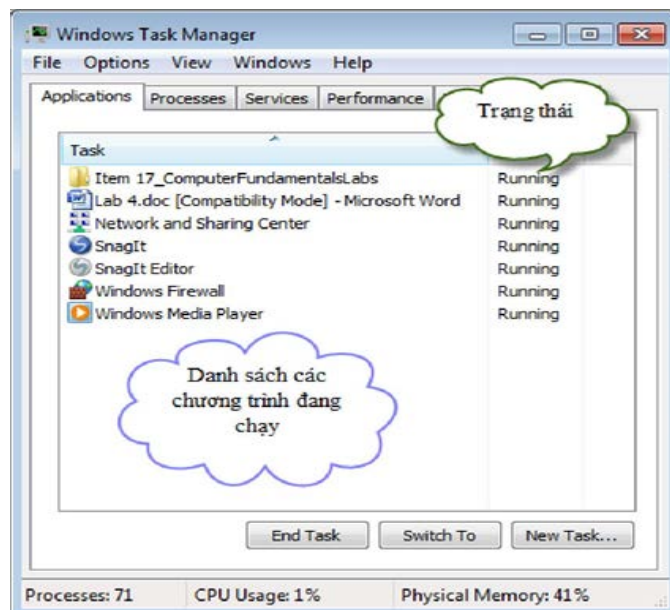 Windows Task Manager
File Options View Windows Help
Applications Processes Services Performance
Trạng thái
Task
Item 17_ComputerFundamentalsLabs Running
Lab 4.doc [Compatibility Mode] - Microsoft Word Running
Network and Sharing Center Running
SnagIt Running
SnagIt Editor Running
Windows Firewall Running
Windows Media Player Running
Danh sách các
chương trình đang
chạy
End Task Switch To New Task...
Processes: 71 CPU Usage: 1% Physical Memory: 41%